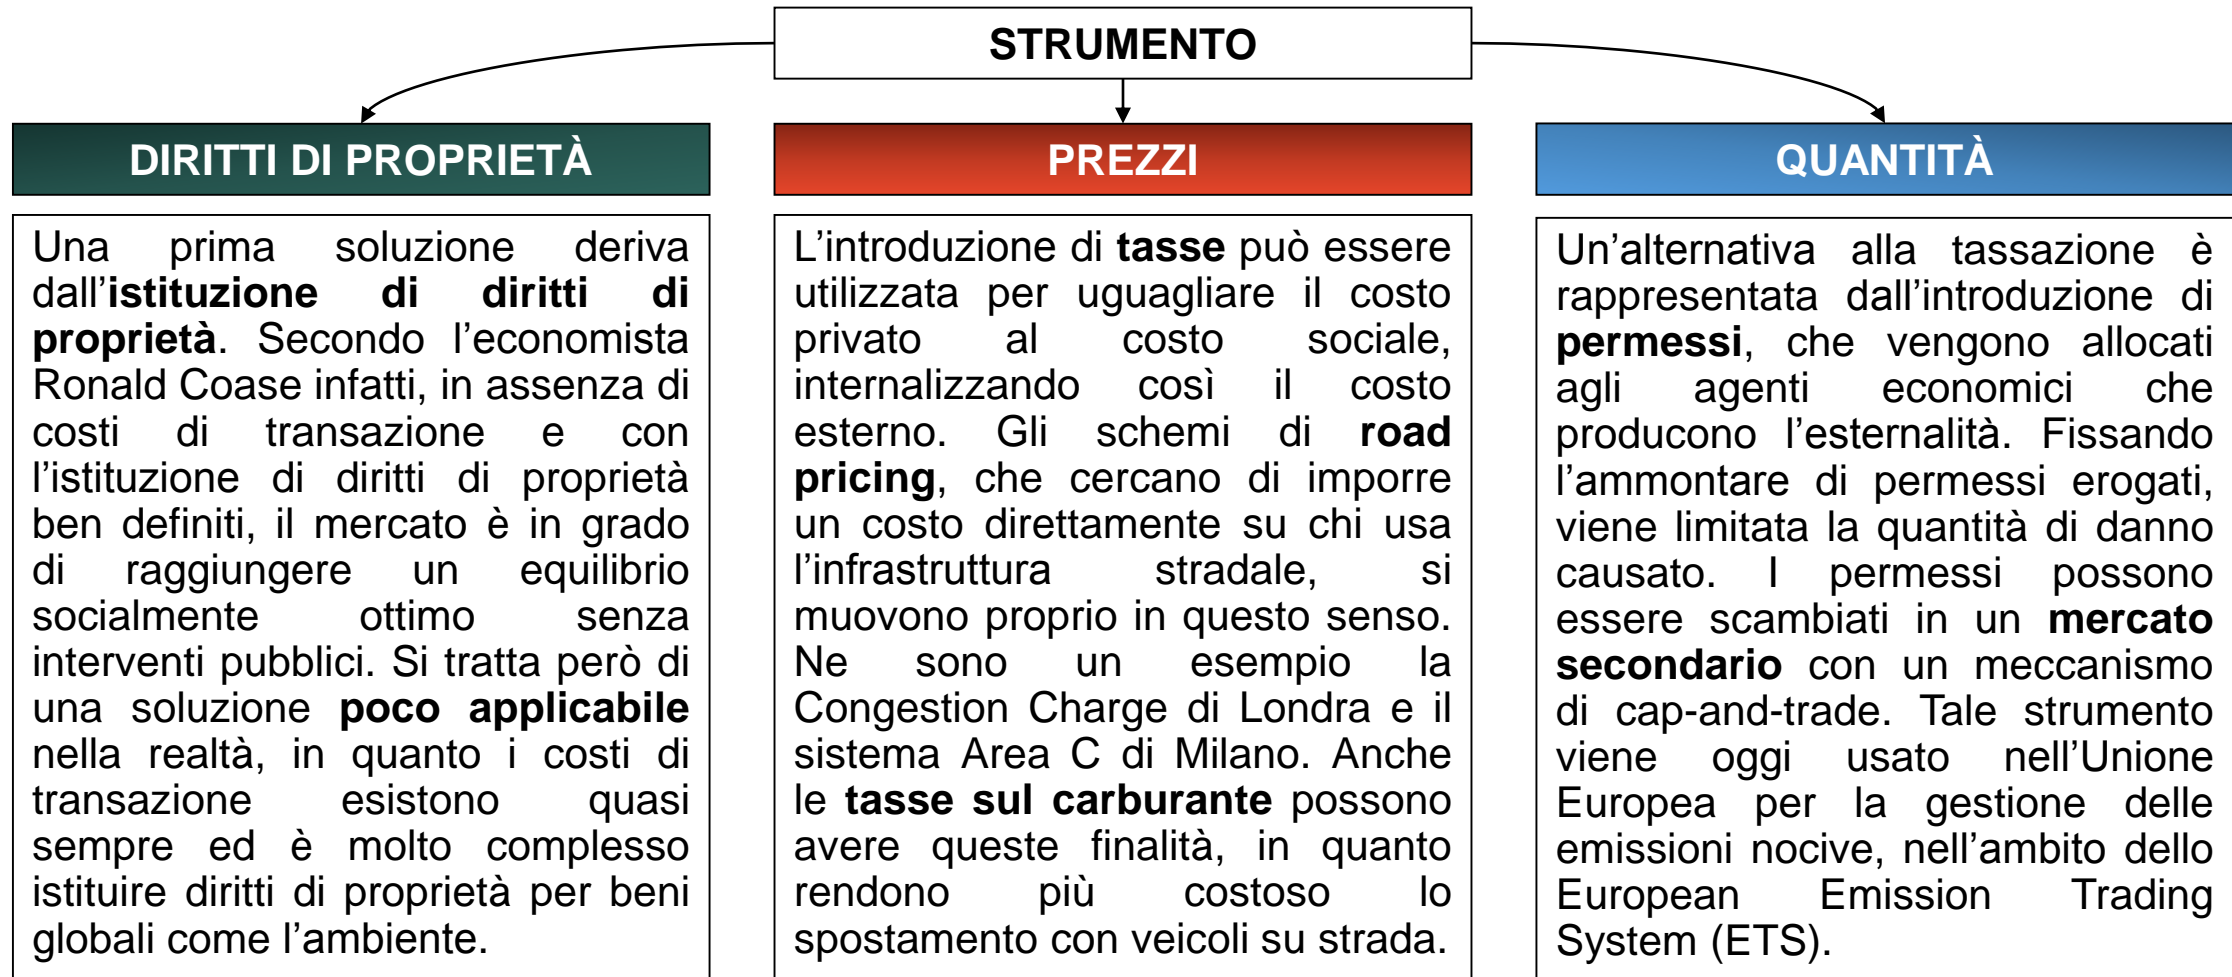 STRUMENTO
DIRITTI DI PROPRIETÀ
Una prima soluzione deriva
dall’istituzione di diritti di
proprietà. Secondo l’economista
Ronald Coase infatti, in assenza di
costi di transazione e con
l’istituzione di diritti di proprietà
ben definiti, il mercato è in grado
di raggiungere un equilibrio
socialmente ottimo senza
interventi pubblici. Si tratta però di
una soluzione poco applicabile
nella realtà, in quanto i costi di
transazione esistono quasi
sempre ed è molto complesso
istituire diritti di proprietà per beni
globali come l’ambiente.
PREZZI
L’introduzione di tasse può essere
utilizzata per uguagliare il costo
privato al costo sociale,
internalizzando così il costo
esterno. Gli schemi di road
pricing, che cercano di imporre
un costo direttamente su chi usa
l’infrastruttura stradale, si
muovono proprio in questo senso.
Ne sono un esempio la
Congestion Charge di Londra e il
sistema Area C di Milano. Anche
le tasse sul carburante possono
avere queste finalità, in quanto
rendono più costoso lo
spostamento con veicoli su strada.
QUANTITÀ
Un’alternativa alla tassazione è
rappresentata dall’introduzione di
permessi, che vengono allocati
agli agenti economici che
producono l’esternalità. Fissando
l’ammontare di permessi erogati,
viene limitata la quantità di danno
causato. I permessi possono
essere scambiati in un mercato
secondario con un meccanismo
di cap-and-trade. Tale strumento
viene oggi usato nell’Unione
Europea per la gestione delle
emissioni nocive, nell’ambito dello
European Emission Trading
System (ETS).